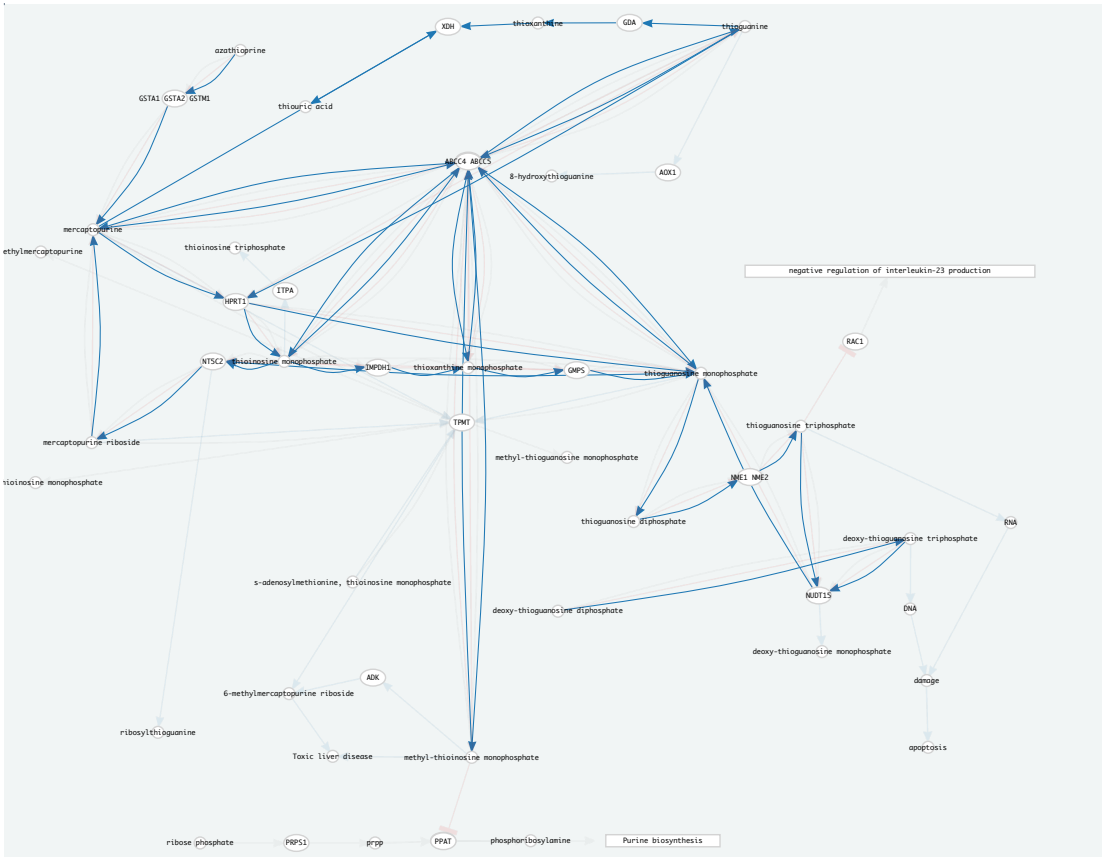 XDH
thioxanthine
GDA
thioguanine
azathioprine
GSTA1 GSTA2 GSTM1
thiouric acid
ABCC4 ABCC5
8-hydroxythioguanine
AOX1
mercaptopurine
ethylmercaptopurine
thioinosine triphosphate
negative regulation of interleukin-23 production
ITPA
HPRT1
RAC1
NT5C2
thioinosine monophosphate
IMPDH1
thioxanthine monophosphate
GMPS
thioguanosine monophosphate
TPMT
thioguanosine triphosphate
mercaptopurine riboside
methyl-thioguanosine monophosphate
NME1 NME2
hioinosine monophosphate
thioguanosine diphosphate
RNA
deoxy-thioguanosine triphosphate
s-adenosylmethionine, thioinosine monophosphate
NUDT15
deoxy-thioguanosine diphosphate
DNA
deoxy-thioguanosine monophosphate
ADK
damage
6-methylmercaptopurine riboside
ribosylthioguanine
apoptosis
Toxic liver disease
methyl-thioinosine monophosphate
ribose phosphate
PRPS1
prpp
PPAT
phosphoribosylamine
Purine biosynthesis